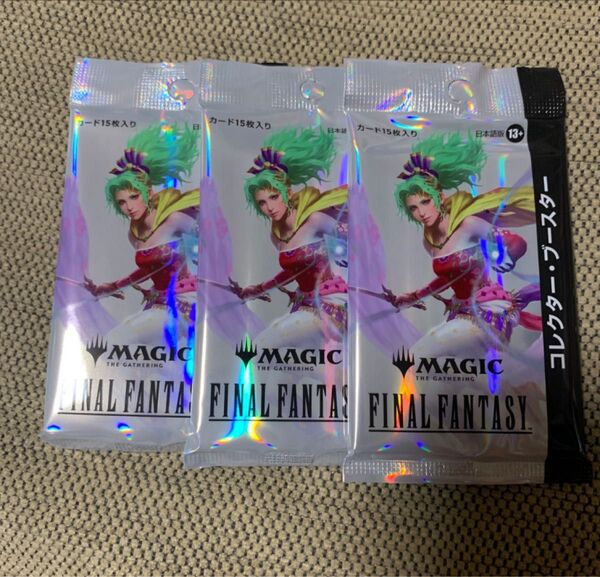 カード15枚入り
日本
MAGIC
THE GATHERING
FINAL FANTA
カード15枚入り
日本語版
MAGIC
THE GATHERING
FINAL FANTAS
カード15枚入り
日本語版 13+
コレクター・ブースター
MAGIC
THE GATHERING
FINAL FANTASY